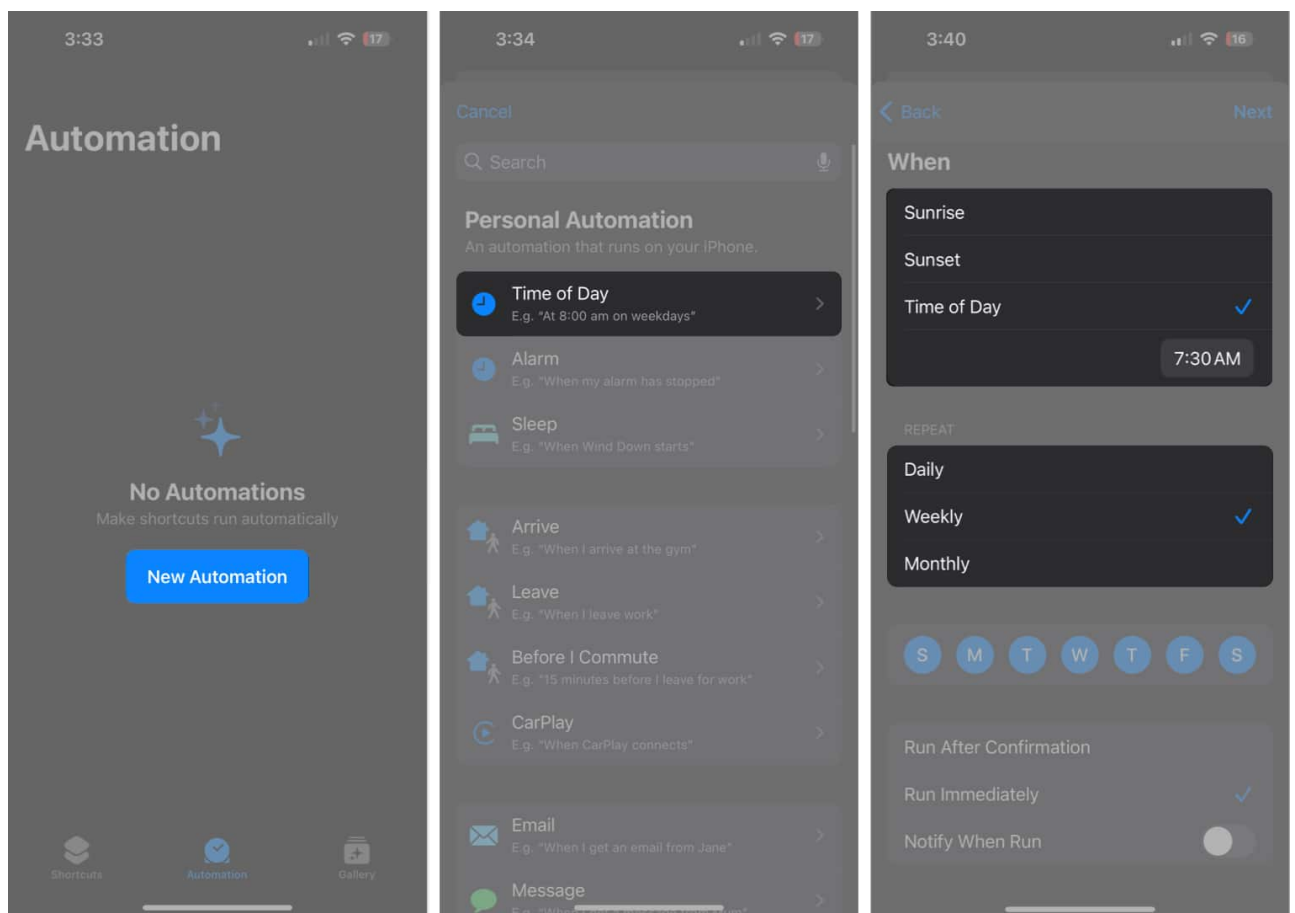 3:33
17
Automation
No Automations
Make shortcuts run automatically
New Automation
Shortcuts
Automation
Gallery
3:34
17
Cancel
Search
Personal Automation
An automation that runs on your iPhone.
Time of Day
E.g. "At 8:00 am on weekdays"
Alarm
E.g. "When my alarm has stopped"
Sleep
E.g. "When Wind Down starts"
Arrive
E.g. "When I arrive at the gym"
Leave
E.g. "When I leave work"
Before I Commute
E.g. "15 minutes before I leave for work"
CarPlay
E.g. "When CarPlay connects"
Email
E.g. "When I get an email from Jane"
Message
3:40
16
Back
Next
When
Sunrise
Sunset
Time of Day
7:30 AM
REPEAT
Daily
Weekly
Monthly
S M T W T F S
Run After Confirmation
Run Immediately
Notify When Run